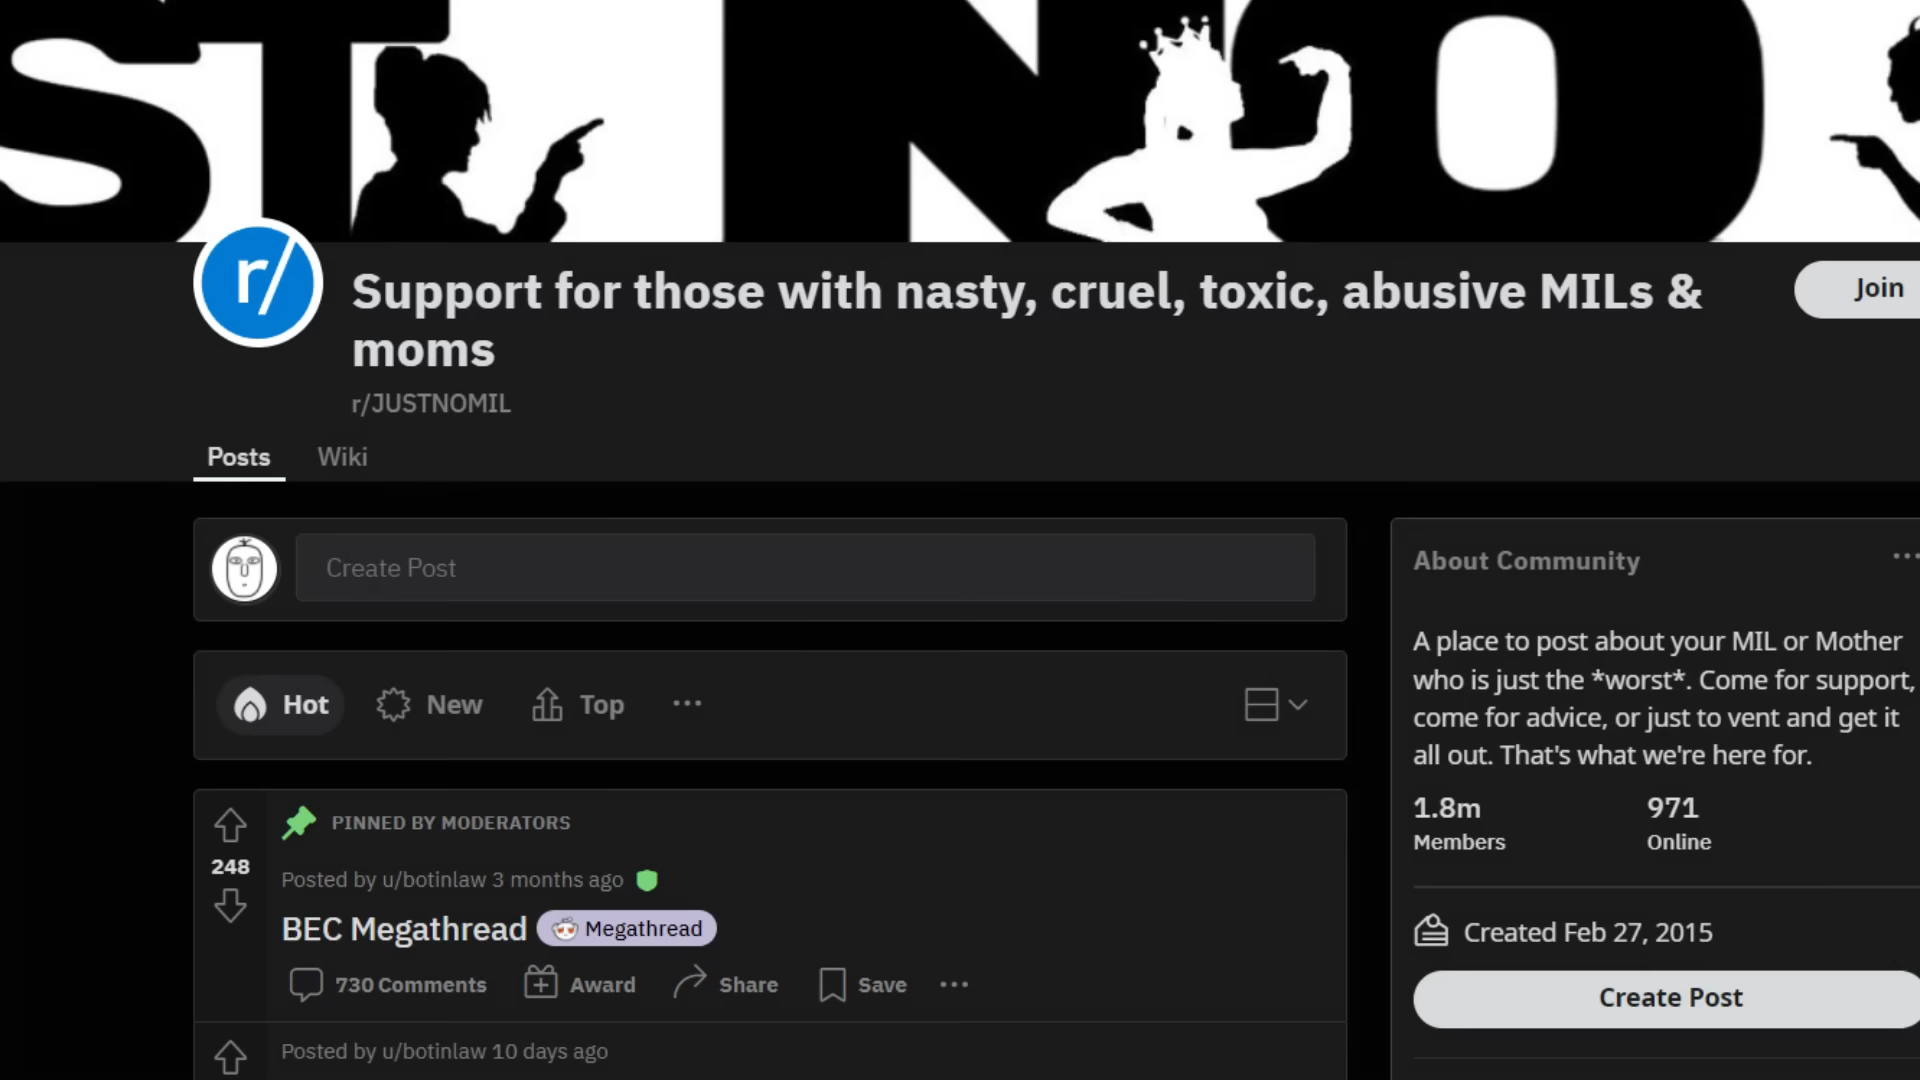 ST NO
r/
Support for those with nasty, cruel, toxic, abusive MILs &
moms
Join
r/JUSTNOMIL
Posts
Wiki
Create Post
Hot
New
Top
PINNED BY MODERATORS
248
Posted by u/botinlaw 3 months ago
BEC Megathread
Megathread
730 Comments
Award
Share
Save
Posted by u/botinlaw 10 days ago
About Community
A place to post about your MIL or Mother
who is just the *worst*. Come for support,
come for advice, or just to vent and get it
all out. That's what we're here for.
1.8m
Members
971
Online
Created Feb 27, 2015
Create Post